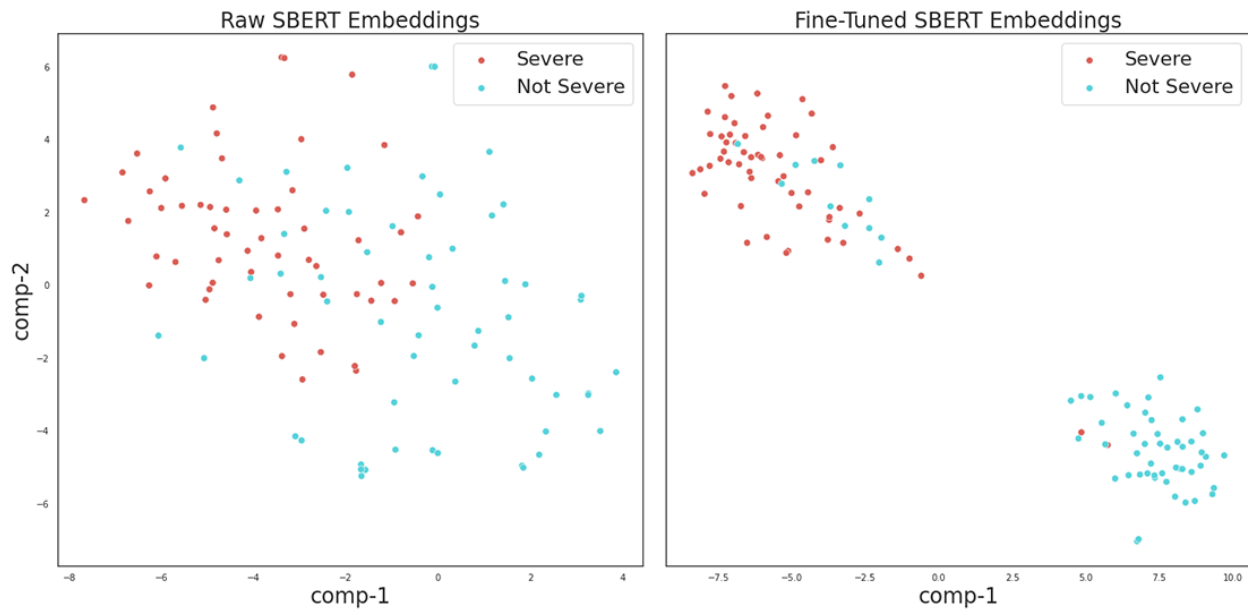 Raw SBERT Embeddings
Severe
Not Severe
comp-2
6
4
2
0
−2
−4
−6
−8
−6
−4
−2
0
2
4
comp-1
Fine-Tuned SBERT Embeddings
Severe
Not Severe
−7.5
−5.0
−2.5
0.0
2.5
5.0
7.5
10.0
comp-1